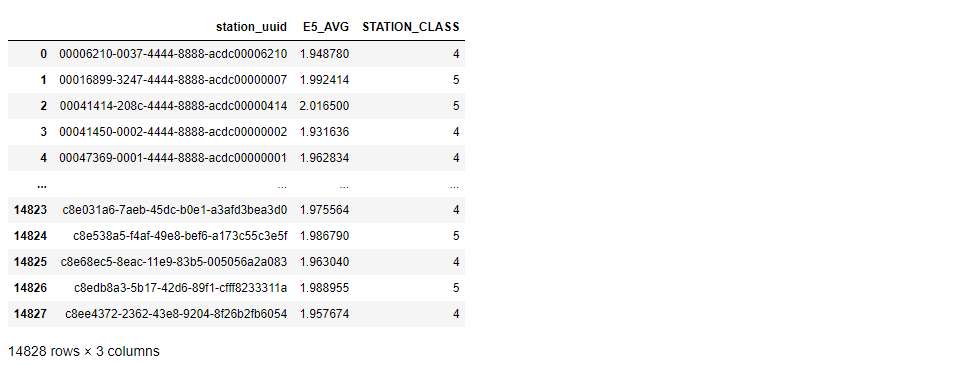 station_uuid E5_AVG STATION_CLASS
0 00006210-0037-4444-8888-acdc00006210 1.948780 4
1 00016899-3247-4444-8888-acdc00000007 1.992414 5
2 00041414-208c-4444-8888-acdc00000414 2.016500 5
3 00041450-0002-4444-8888-acdc00000002 1.931636 4
4 00047369-0001-4444-8888-acdc00000001 1.962834 4
... ... ... ...
14823 c8e031a6-7aeb-45dc-b0e1-a3afd3bea3d0 1.975564 4
14824 c8e538a5-f4af-49e8-bef6-a173c55c3e5f 1.986790 5
14825 c8e68ec5-8eac-11e9-83b5-005056a2a083 1.963040 4
14826 c8edb8a3-5b17-42d6-89f1-cfff8233311a 1.988955 5
14827 c8ee4372-2362-43e8-9204-8f26b2fb6054 1.957674 4
14828 rows × 3 columns